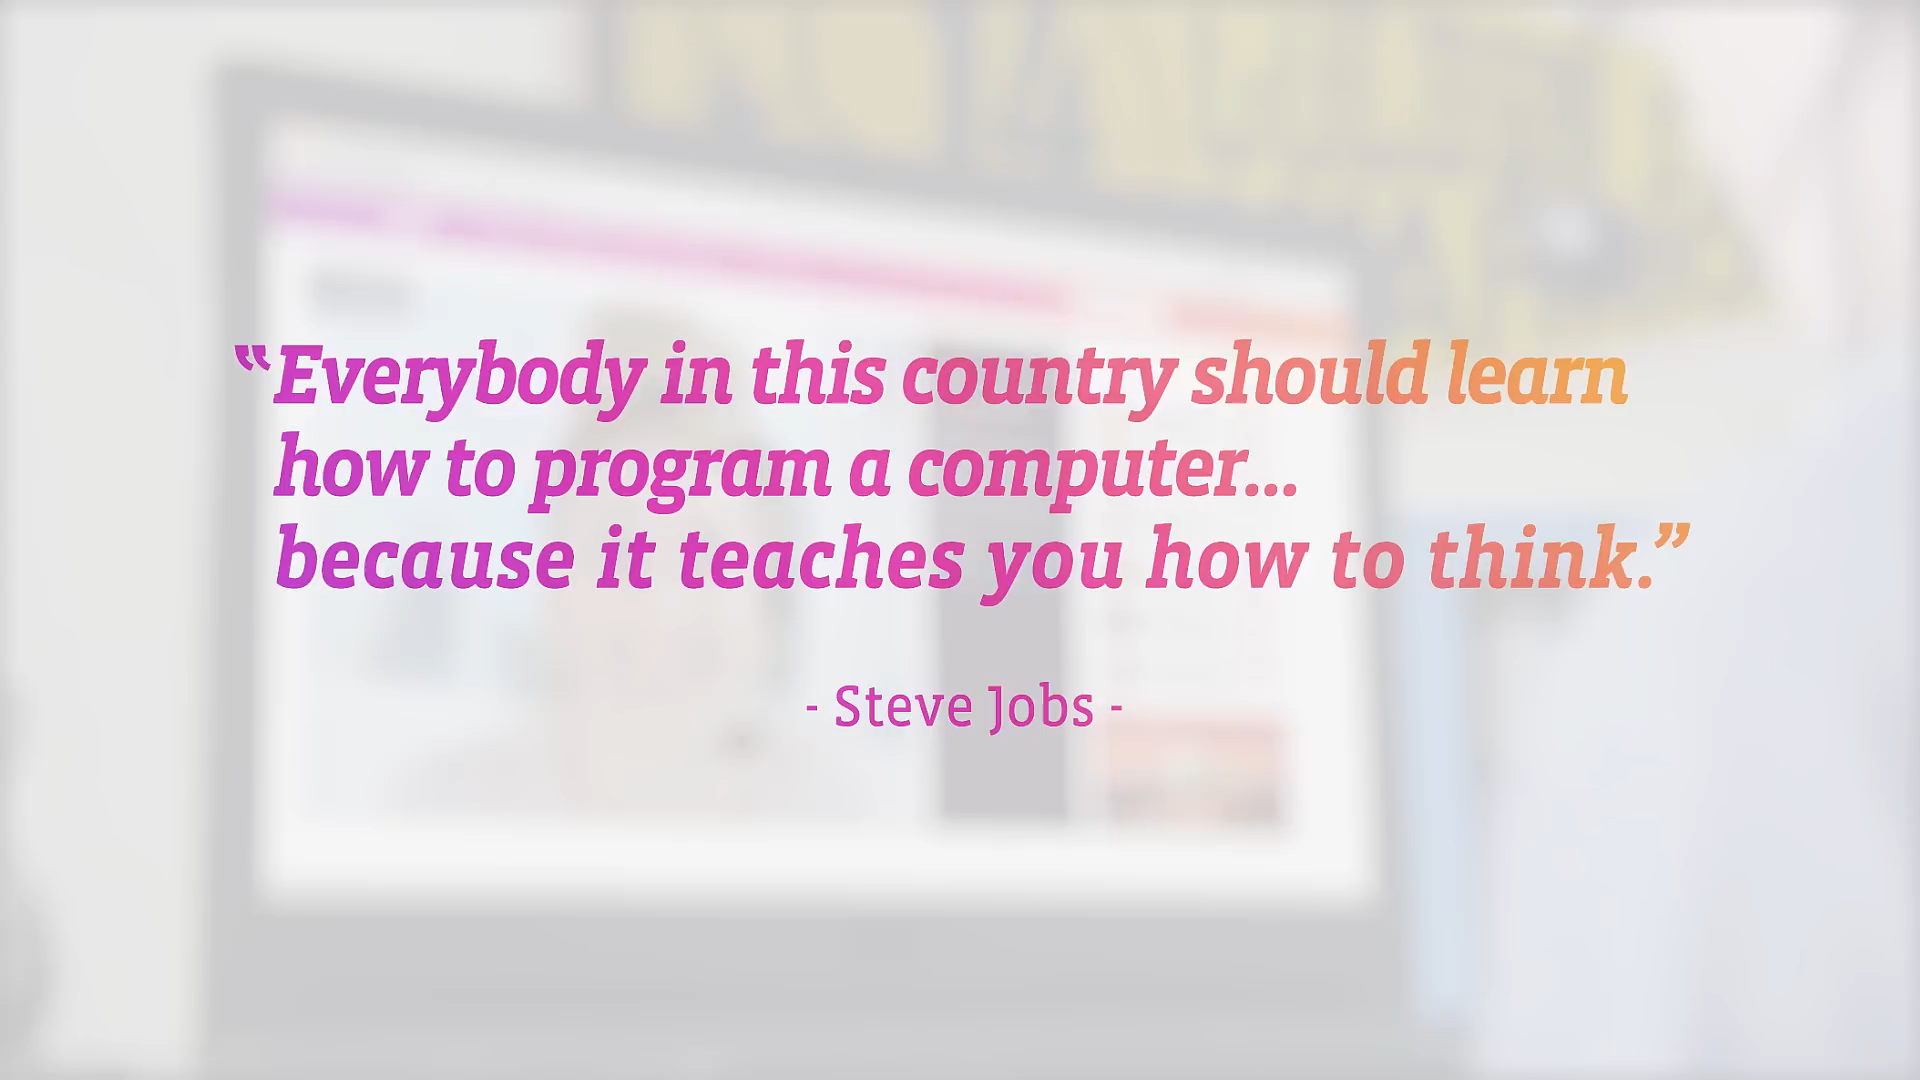 “Everybody in this country should learn
how to program a computer...
because it teaches you how to think.”
- Steve Jobs -